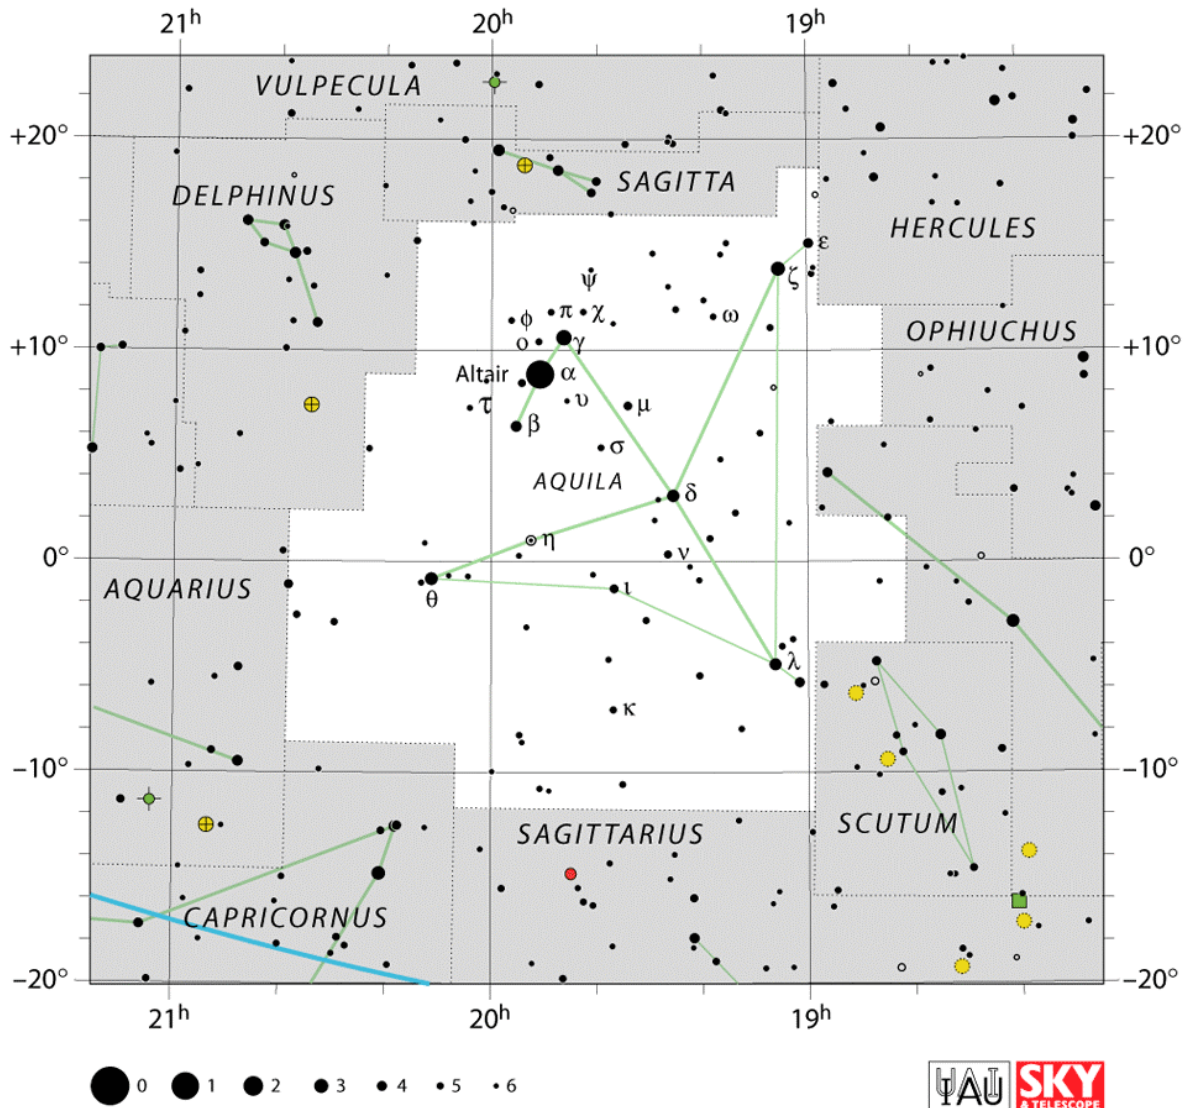 21ʰ 20ʰ 19ʰ
VULPECULA
+20° +20°
SAGITTA
DELPHINUS
HERCULES
ε
ζ
ψ
ϕ π χ ω
OPHIUCHUS
ο γ
+10° +10°
Altair α
τ υ μ
β
σ
AQUILA δ
η ν
0° 0°
AQUARIUS θ ι
λ
κ
−10° −10°
SAGITTARIUS SCUTUM
CAPRICORNUS
−20° −20°
21ʰ 20ʰ 19ʰ
0 1 2 3 4 5 6
IAU SKY
& TELESCOPE